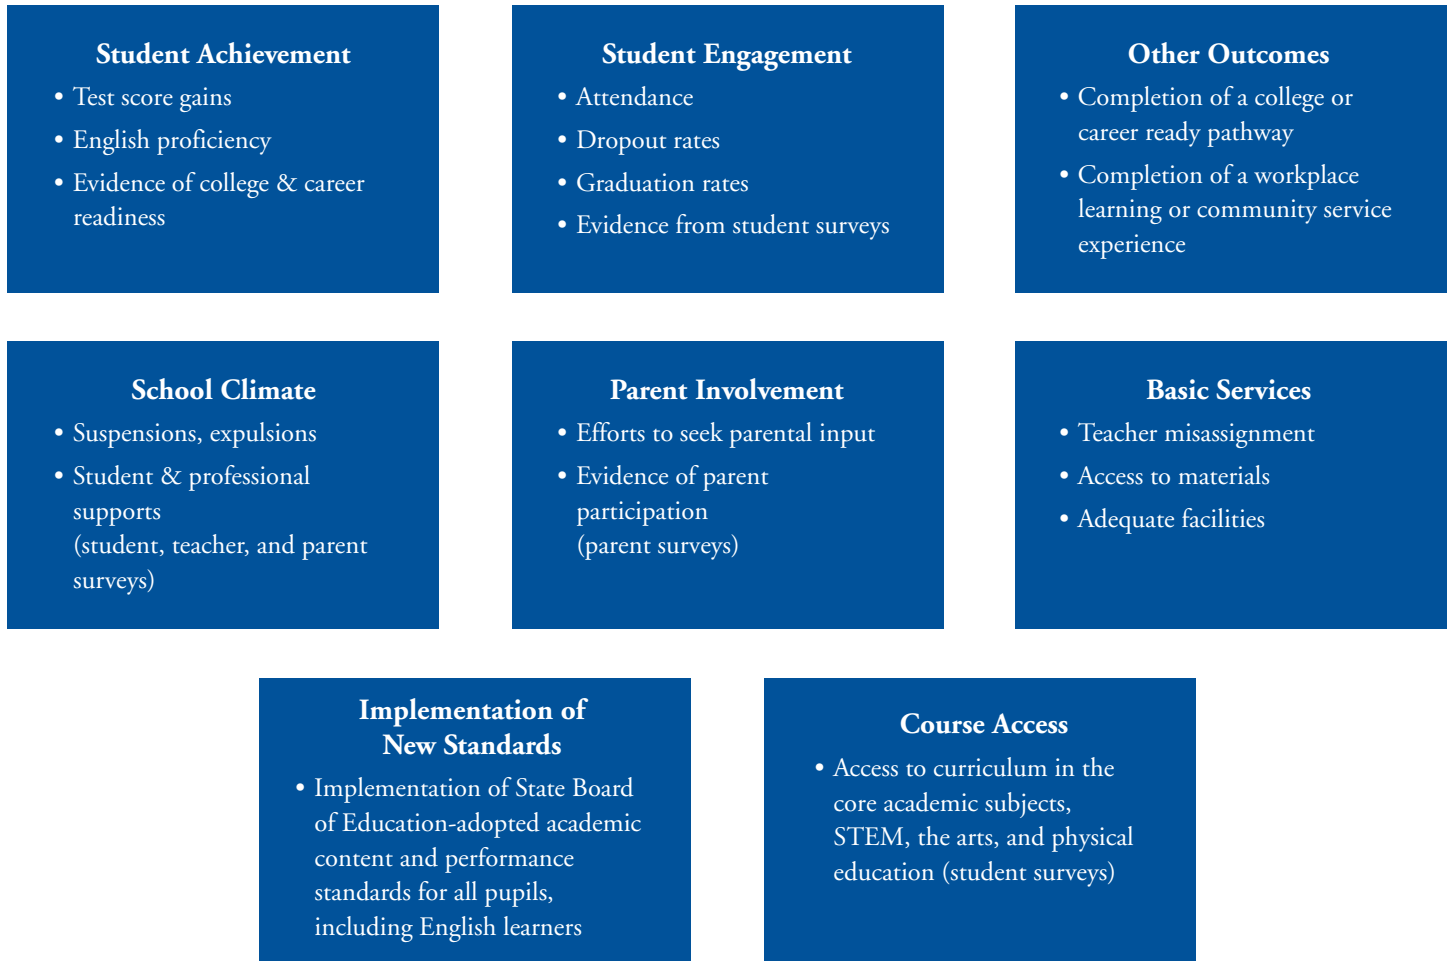 Student Achievement
• Test score gains
• English proficiency
• Evidence of college & career
readiness
Student Engagement
• Attendance
• Dropout rates
• Graduation rates
• Evidence from student surveys
Other Outcomes
• Completion of a college or
career ready pathway
• Completion of a workplace
learning or community service
experience
School Climate
• Suspensions, expulsions
• Student & professional
supports
(student, teacher, and parent
surveys)
Parent Involvement
• Efforts to seek parental input
• Evidence of parent
participation
(parent surveys)
Basic Services
• Teacher misassignment
• Access to materials
• Adequate facilities
Implementation of
New Standards
• Implementation of State Board
of Education-adopted academic
content and performance
standards for all pupils,
including English learners
Course Access
• Access to curriculum in the
core academic subjects,
STEM, the arts, and physical
education (student surveys)